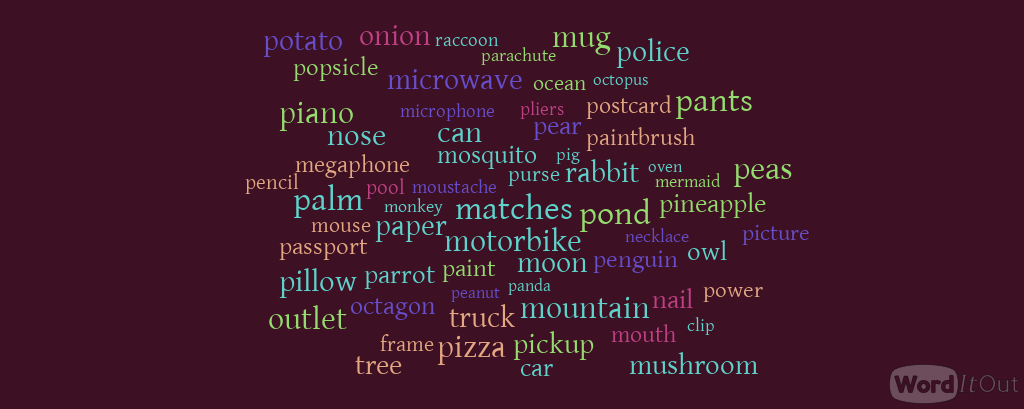 potato onion raccoon mug
parachute police
popsicle microwave ocean octopus
piano microphone pliers postcard pants
nose can pear paintbrush
megaphone mosquito pig rabbit oven peas
pencil pool moustache purse mermaid
palm monkey matches pond pineapple
mouse paper motorbike necklace picture
passport moon penguin owl
pillow parrot paint
octagon peanut panda mountain nail power
outlet truck mouth clip
frame pizza pickup
tree car mushroom
WordItOut